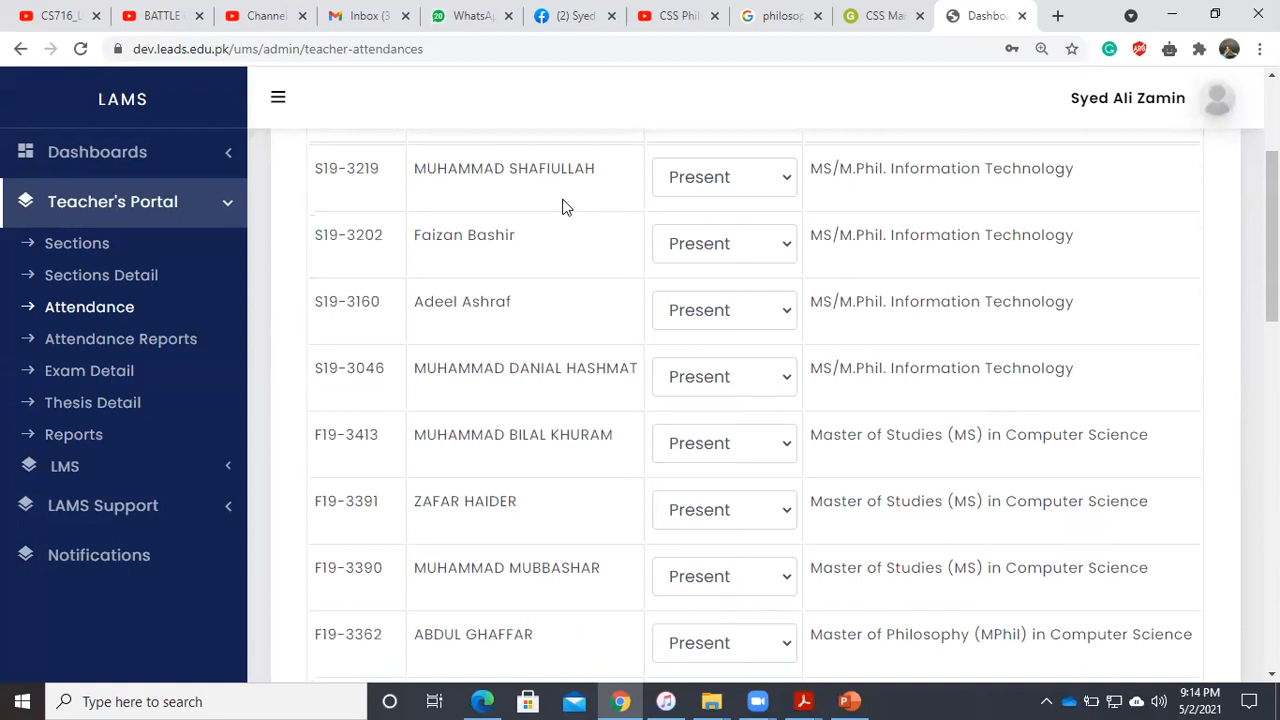 CS716_L
BATTLE
Channel
Inbox (3
WhatsA
(2) Syed
CSS Phil
philosop
CSS Mar
Dashbo
dev.leads.edu.pk/ums/admin/teacher-attendances
LAMS
Syed Ali Zamin
Dashboards
Teacher's Portal
Sections
Sections Detail
Attendance
Attendance Reports
Exam Detail
Thesis Detail
Reports
LMS
LAMS Support
Notifications
S19-3219 MUHAMMAD SHAFIULLAH Present MS/M.Phil. Information Technology
S19-3202 Faizan Bashir Present MS/M.Phil. Information Technology
S19-3160 Adeel Ashraf Present MS/M.Phil. Information Technology
S19-3046 MUHAMMAD DANIAL HASHMAT Present MS/M.Phil. Information Technology
F19-3413 MUHAMMAD BILAL KHURAM Present Master of Studies (MS) in Computer Science
F19-3391 ZAFAR HAIDER Present Master of Studies (MS) in Computer Science
F19-3390 MUHAMMAD MUBBASHAR Present Master of Studies (MS) in Computer Science
F19-3362 ABDUL GHAFFAR Present Master of Philosophy (MPhil) in Computer Science
Type here to search
9:14 PM
5/2/2021